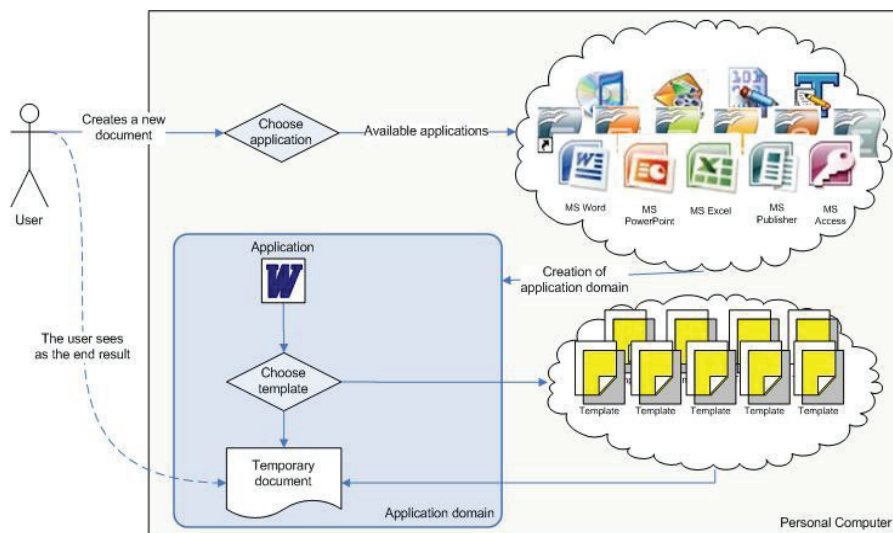 Creates a new
document
Choose
application
Available applications
User
MS Word
MS
PowerPoint
MS Excel
MS
Publisher
MS
Access
Application
W
Creation of
application domain
The user sees
as the end result
Choose
template
Template
Template
Template
Template
Template
Temporary
document
Application domain
Personal Computer